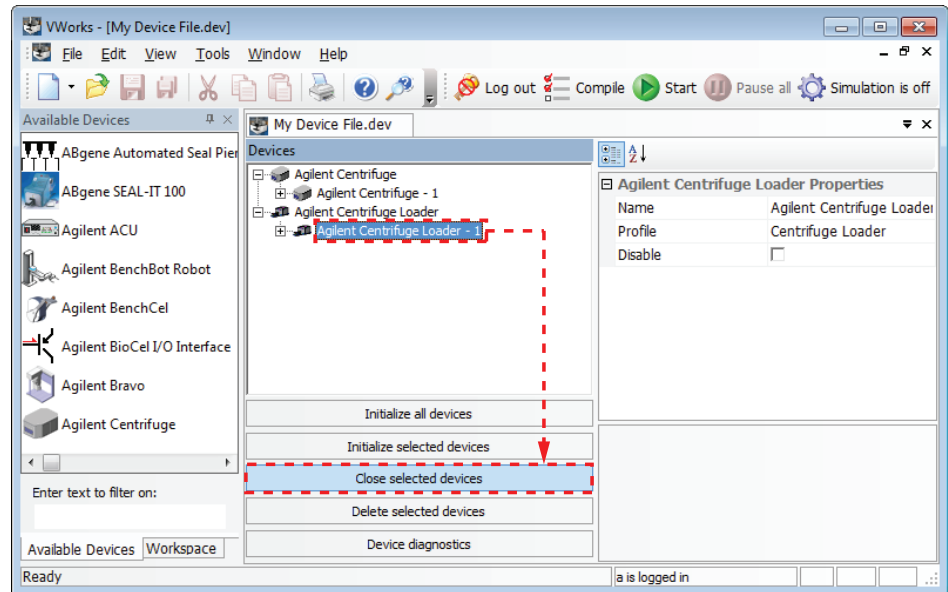 VWorks - [My Device File.dev]
File Edit View Tools Window Help
Log out Compile Start Pause all Simulation is off
Available Devices
ABgene Automated Seal Pier
ABgene SEAL-IT 100
Agilent ACU
Agilent BenchBot Robot
Agilent BenchCel
Agilent BioCel I/O Interface
Agilent Bravo
Agilent Centrifuge
Enter text to filter on:
Available Devices Workspace
My Device File.dev
Devices
Agilent Centrifuge
Agilent Centrifuge - 1
Agilent Centrifuge Loader
Agilent Centrifuge Loader - 1
Initialize all devices
Initialize selected devices
Close selected devices
Delete selected devices
Device diagnostics
Agilent Centrifuge Loader Properties
Name Agilent Centrifuge Loader
Profile Centrifuge Loader
Disable
Ready
a is logged in